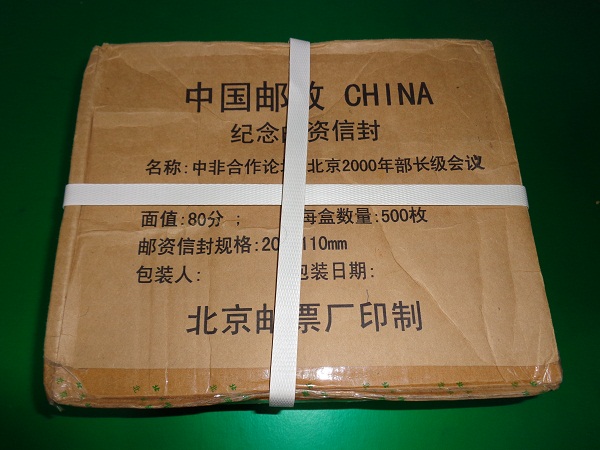 中国邮政 CHINA
纪念邮资信封
名称:中非合作论坛 北京2000年部长级会议
面值:80分; 每盒数量:500枚
邮资信封规格:20 110mm
包装人: 包装日期:
北京邮票厂印制